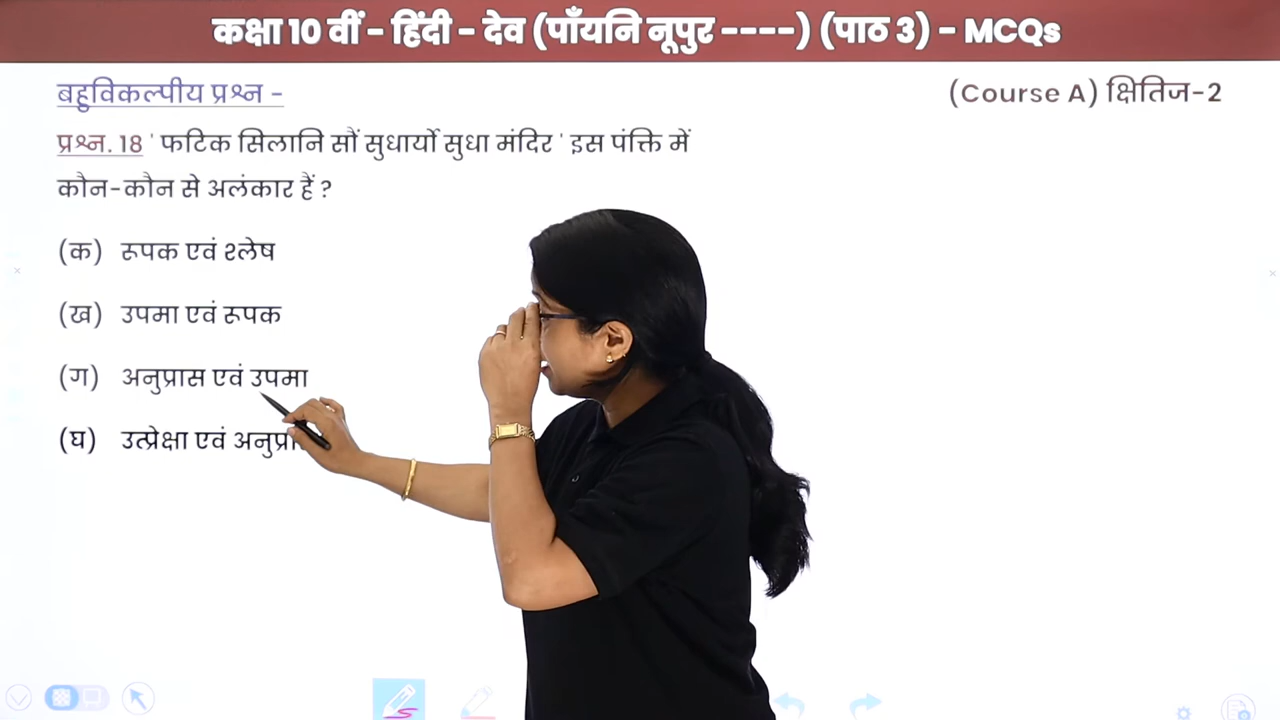 कक्षा 10 वीं - हिंदी - देव (पाँयनि नूपुर ----) (पाठ 3) - MCQs
बहुविकल्पीय प्रश्न -
(Course A) क्षितिज-2
प्रश्न. 18 ' फटिक सिलानि सौं सुधार्यो सुधा मंदिर ' इस पंक्ति में
कौन-कौन से अलंकार हैं ?
(क) रूपक एवं श्लेष
(ख) उपमा एवं रूपक
(ग) अनुप्रास एवं उपमा
(घ) उत्प्रेक्षा एवं